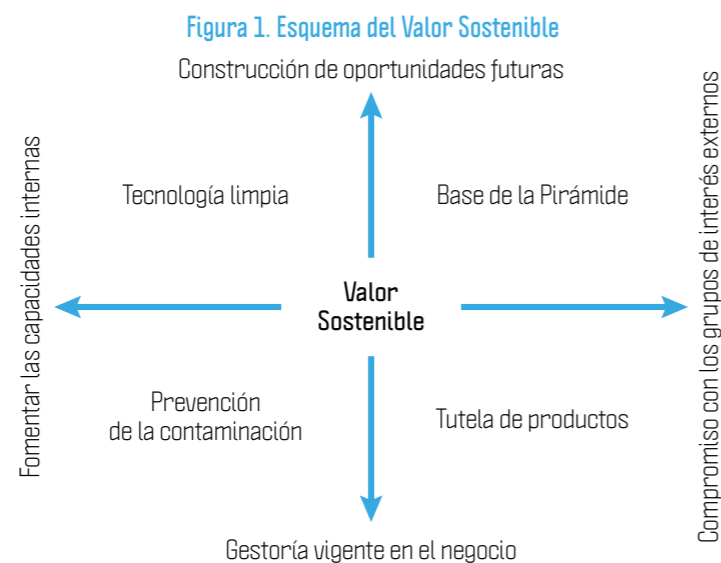 Figura 1. Esquema del Valor Sostenible
Construcción de oportunidades futuras
Fomentar las capacidades internas
Compromiso con los grupos de interés externos
Tecnología limpia
Base de la Pirámide
Valor
Sostenible
Prevención
de la contaminación
Tutela de productos
Gestoría vigente en el negocio